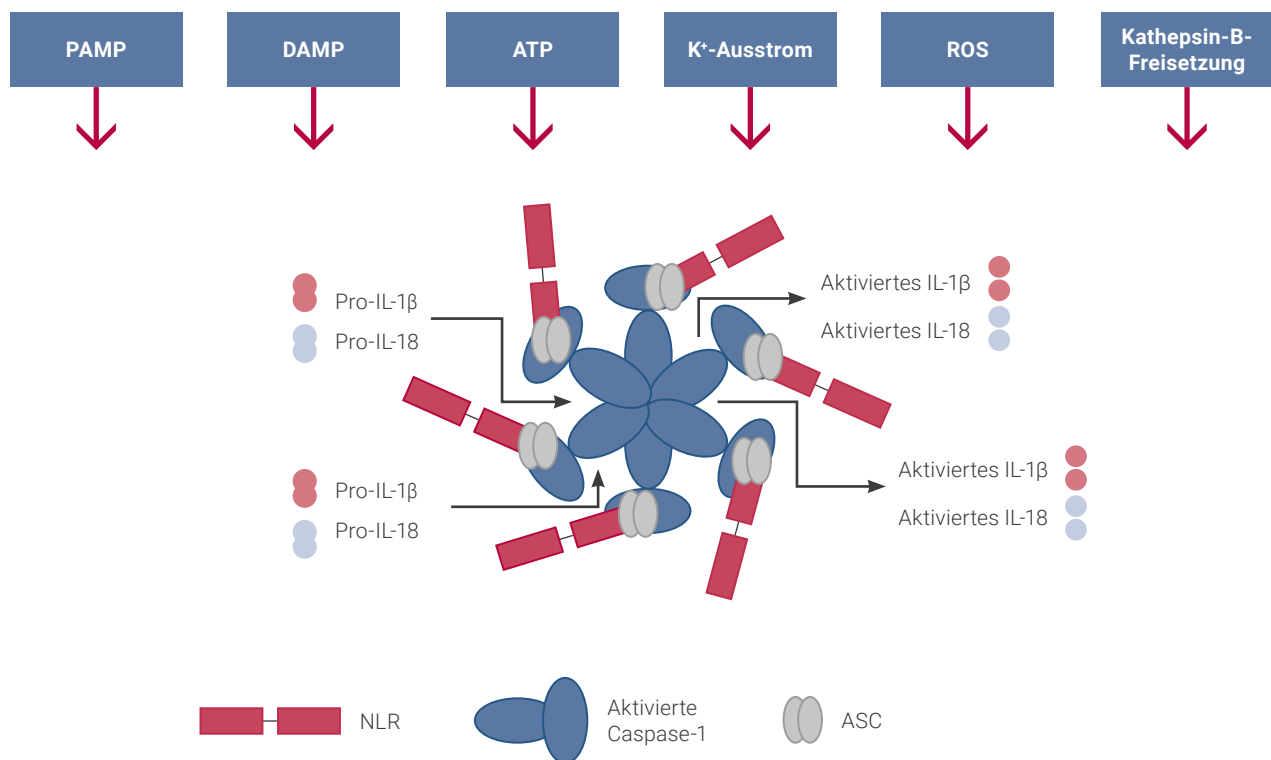 PAMP
DAMP
ATP
K⁺-Ausstrom
ROS
Kathepsin-B-
Freisetzung
Pro-IL-1β
Pro-IL-18
Aktiviertes IL-1β
Aktiviertes IL-18
Pro-IL-1β
Pro-IL-18
Aktiviertes IL-1β
Aktiviertes IL-18
NLR
Aktivierte
Caspase-1
ASC